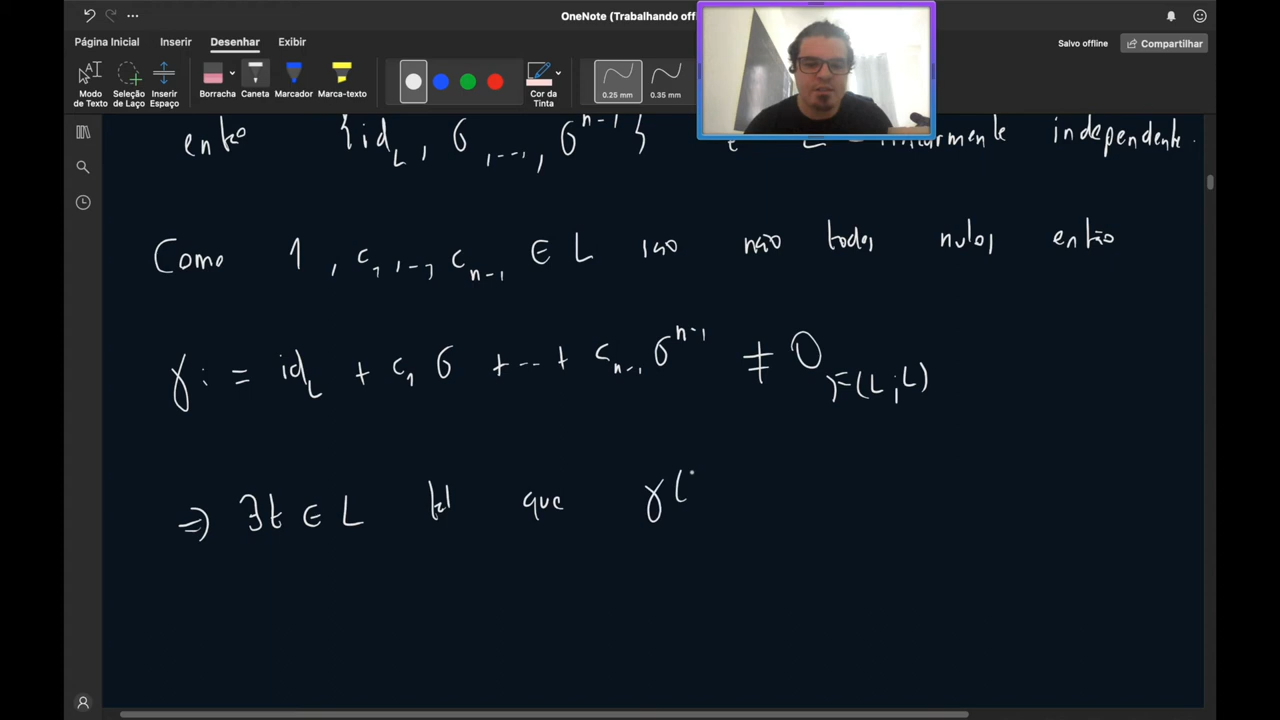 OneNote (Trabalhando off
Página Inicial Inserir Desenhar Exibir
Salvo offline Compartilhar
Modo de Texto Seleção de Laço Inserir Espaço Borracha Caneta Marcador Marca-texto Cor da Tinta 0.25 mm 0.35 mm
então {id_L, σ, ..., σ^{n-1}} é L - linearmente independente.
Como 1, c_1, ..., c_{n-1} ∈ L são não todos nulos então
γ := id_L + c_1 σ + ... + c_{n-1} σ^{n-1} ≠ 0_{F(L;L)}
⇒ ∃ t ∈ L tal que γ(